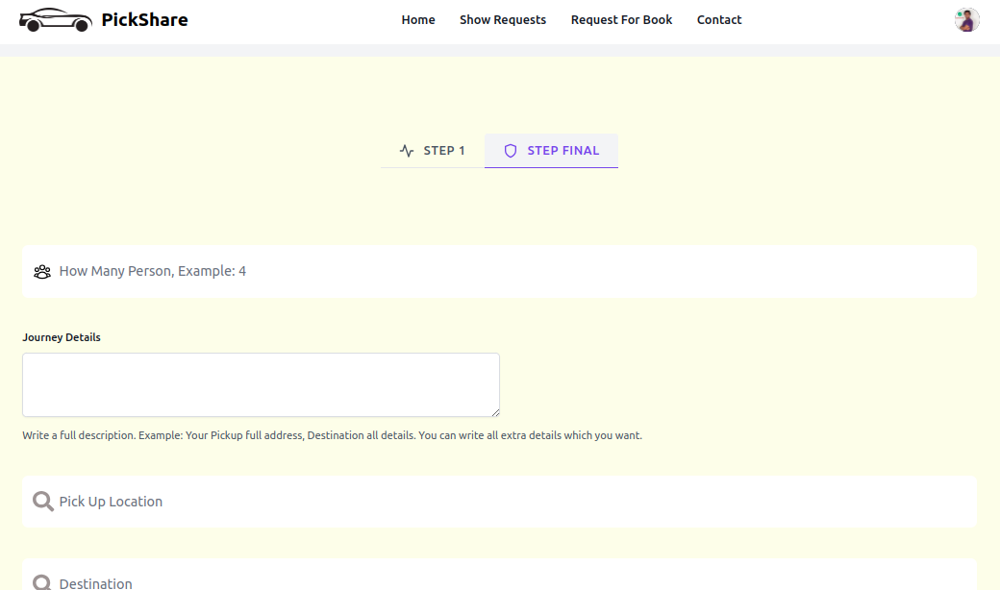 PickShare
Home Show Requests Request For Book Contact
STEP 1 STEP FINAL
How Many Person, Example: 4
Journey Details
Write a full description. Example: Your Pickup full address, Destination all details. You can write all extra details which you want.
Pick Up Location
Destination